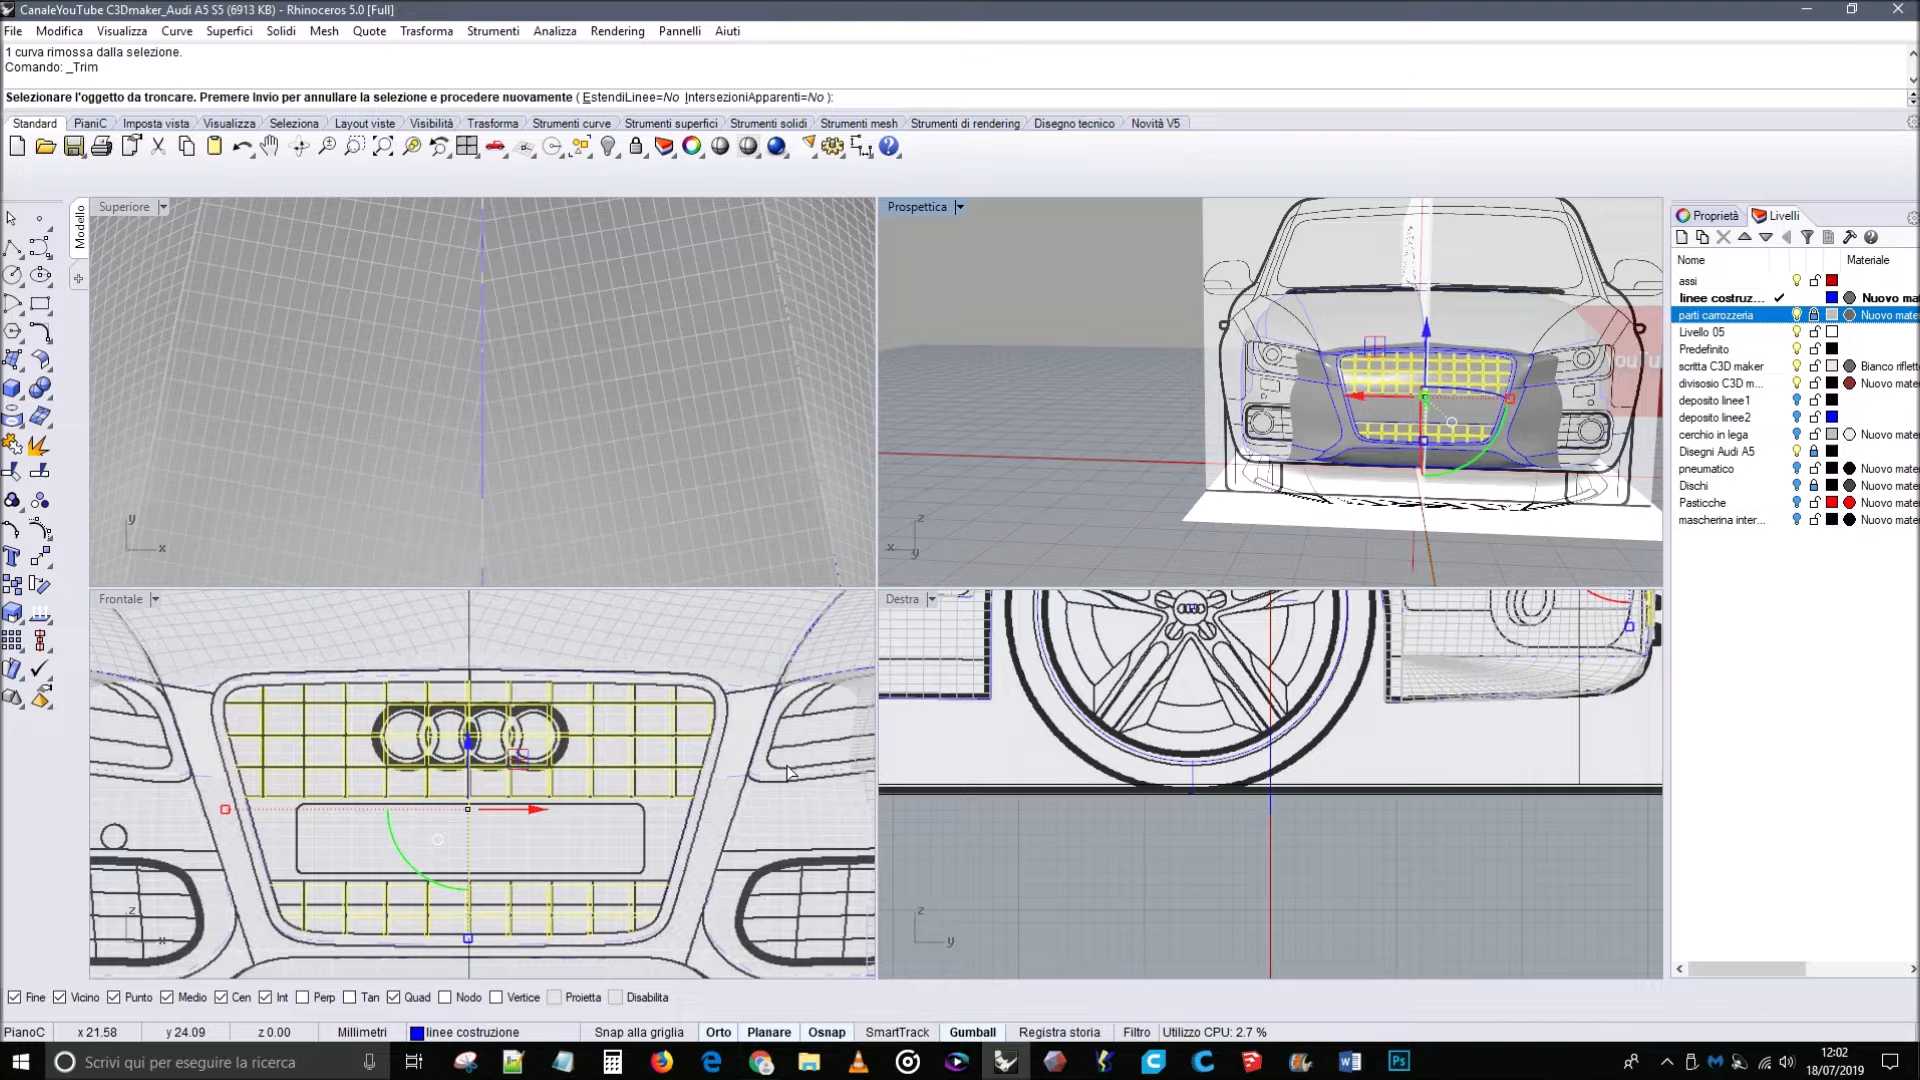 CanaleYouTube C3Dmaker_Audi A5 S5 (6913 KB) - Rhinoceros 5.0 [Full]
File Modifica Visualizza Curve Superfici Solidi Mesh Quote Trasforma Strumenti Analizza Rendering Pannelli Aiuti
1 curva rimossa dalla selezione.
Comando: _Trim
Selezionare l'oggetto da troncare. Premere Invio per annullare la selezione e procedere nuovamente ( EstendiLinee=No IntersezioniApparenti=No ):
Standard PianiC Imposta vista Visualizza Seleziona Layout viste Visibilità Trasforma Strumenti curve Strumenti superfici Strumenti solidi Strumenti mesh Strumenti di rendering Disegno tecnico Novità V5
Modello
Superiore
y
x
Prospettica
z
x
y
Frontale
z
x
Destra
z
y
Proprietà Livelli
Nome Materiale
assi
linee costruz... Nuovo ma
parti carrozzeria Nuovo mate
Livello 05
Predefinito
scritta C3D maker Bianco riflett
divisosio C3D m... Nuovo mate
deposito linee1
deposito linee2
cerchio in lega Nuovo mate
Disegni Audi A5
pneumatico Nuovo mate
Dischi Nuovo mate
Pasticche Nuovo mate
mascherina inter... Nuovo mate
Fine Vicino Punto Medio Cen Int Perp Tan Quad Nodo Vertice Proietta Disabilita
PianoC x 21.58 y 24.09 z 0.00 Millimetri linee costruzione Snap alla griglia Orto Planare Osnap SmartTrack Gumball Registra storia Filtro Utilizzo CPU: 2.7 %
Scrivi qui per eseguire la ricerca
12:02
18/07/2019